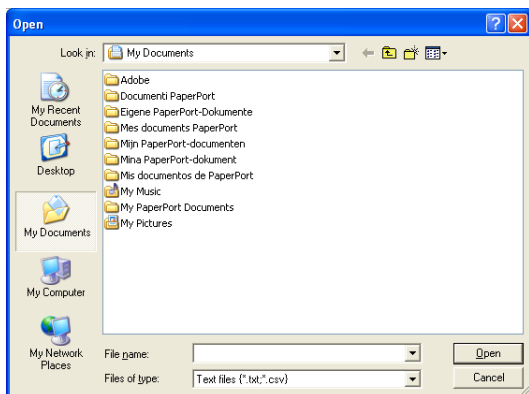 Open
Look in: My Documents
My Recent Documents
Desktop
My Documents
My Computer
My Network Places
Adobe
Documenti PaperPort
Eigene PaperPort-Dokumente
Mes documents PaperPort
Mijn PaperPort-documenten
Mina PaperPort-dokument
Mis documentos de PaperPort
My Music
My PaperPort Documents
My Pictures
File name:
Open
Files of type: Text files {*.txt;*.csv}
Cancel